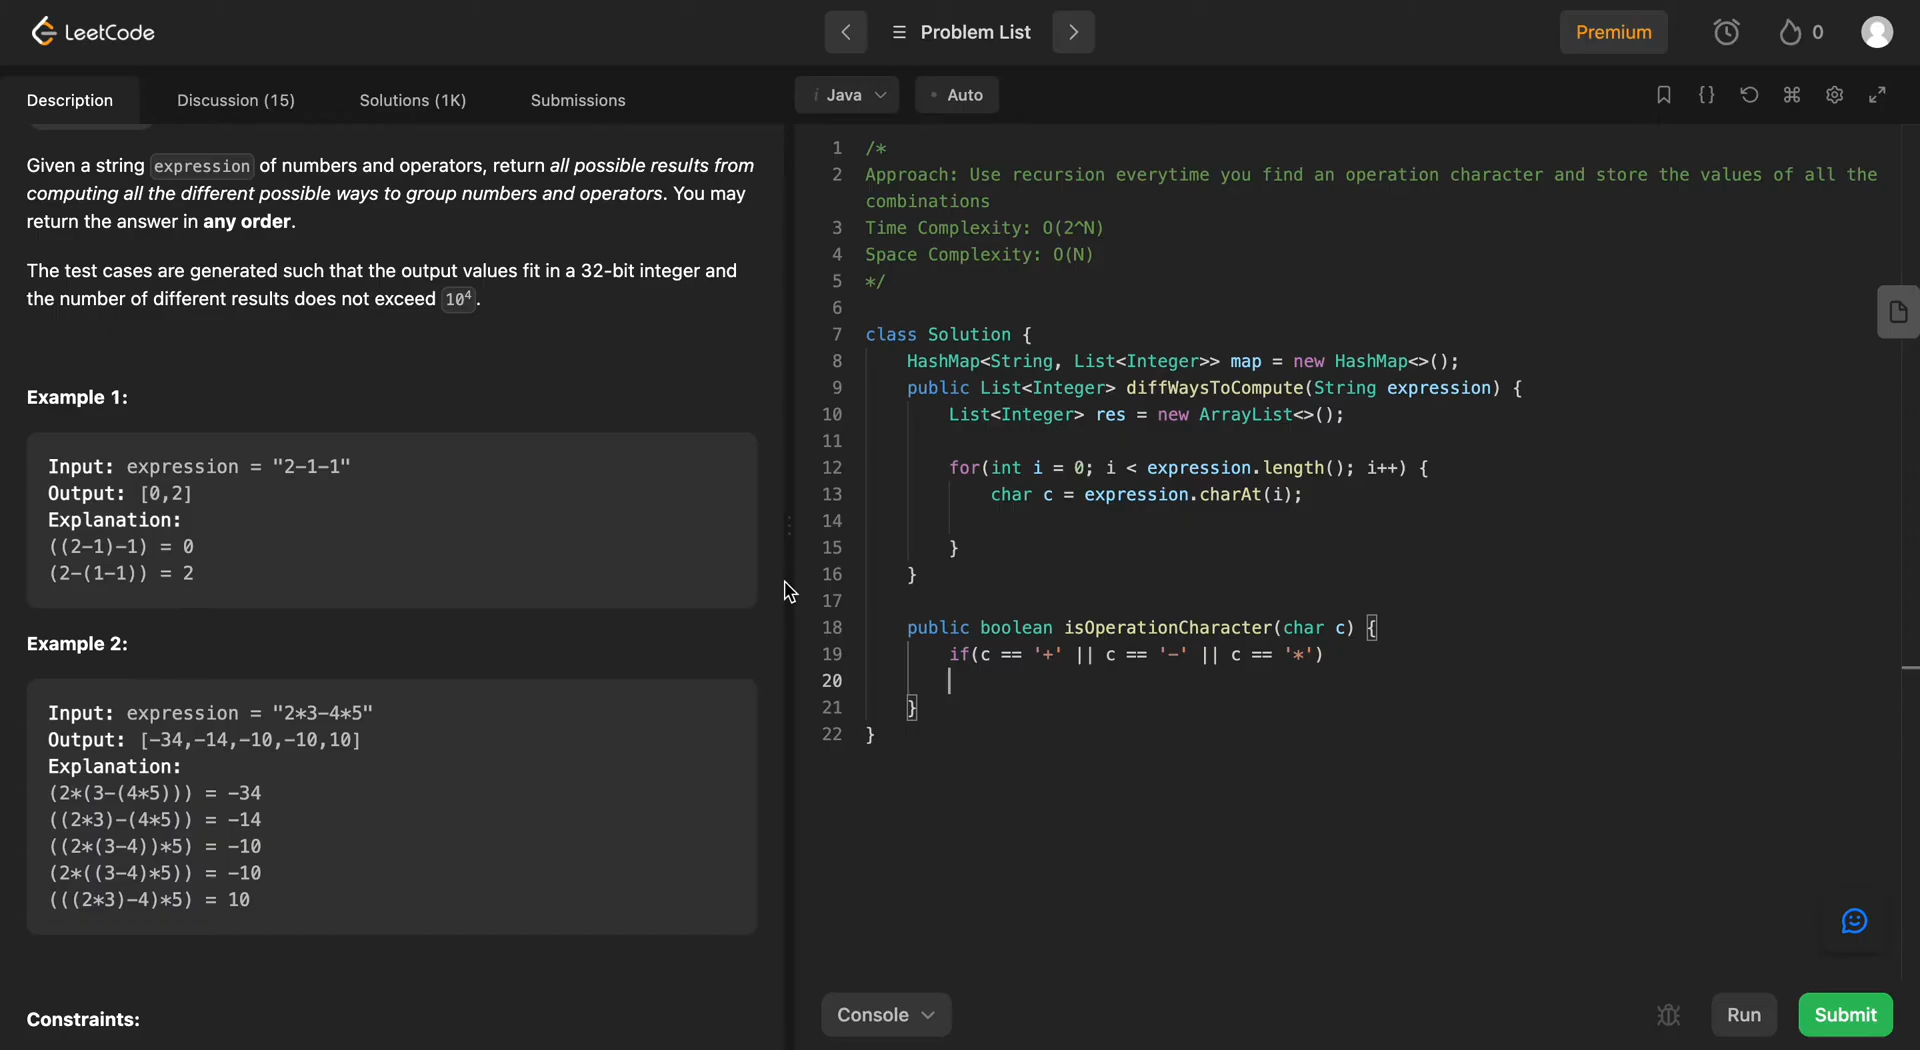 LeetCode
Problem List
Premium
0
Description
Discussion (15)
Solutions (1K)
Submissions
i Java
Auto
Given a string expression of numbers and operators, return all possible results from
computing all the different possible ways to group numbers and operators. You may
return the answer in any order.
The test cases are generated such that the output values fit in a 32-bit integer and
the number of different results does not exceed 10⁴.
Example 1:
Input: expression = "2-1-1"
Output: [0,2]
Explanation:
((2-1)-1) = 0
(2-(1-1)) = 2
Example 2:
Input: expression = "2*3-4*5"
Output: [-34,-14,-10,-10,10]
Explanation:
(2*(3-(4*5))) = -34
((2*3)-(4*5)) = -14
((2*(3-4))*5) = -10
(2*((3-4)*5)) = -10
(((2*3)-4)*5) = 10
Constraints:
1 /*
2 Approach: Use recursion everytime you find an operation character and store the values of all the
combinations
3 Time Complexity: O(2^N)
4 Space Complexity: O(N)
5 */
6
7 class Solution {
8 HashMap<String, List<Integer>> map = new HashMap<>();
9 public List<Integer> diffWaysToCompute(String expression) {
10 List<Integer> res = new ArrayList<>();
11
12 for(int i = 0; i < expression.length(); i++) {
13 char c = expression.charAt(i);
14
15 }
16 }
17
18 public boolean isOperationCharacter(char c) {
19 if(c == '+' || c == '-' || c == '*')
20
21 }
22 }
Console
Run
Submit